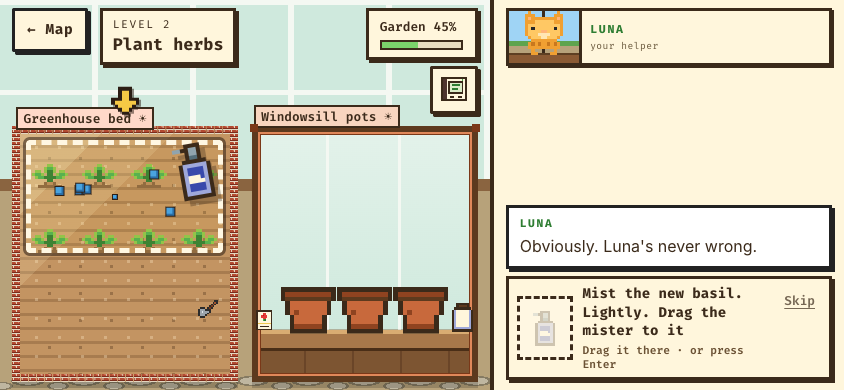 ← Map
LEVEL 2
Plant herbs
Garden 45%
Greenhouse bed ☀
Windowsill pots ☀
LUNA
your helper
LUNA
Obviously. Luna's never wrong.
Mist the new basil.
Lightly. Drag the
mister to it
Skip
Drag it there · or press
Enter